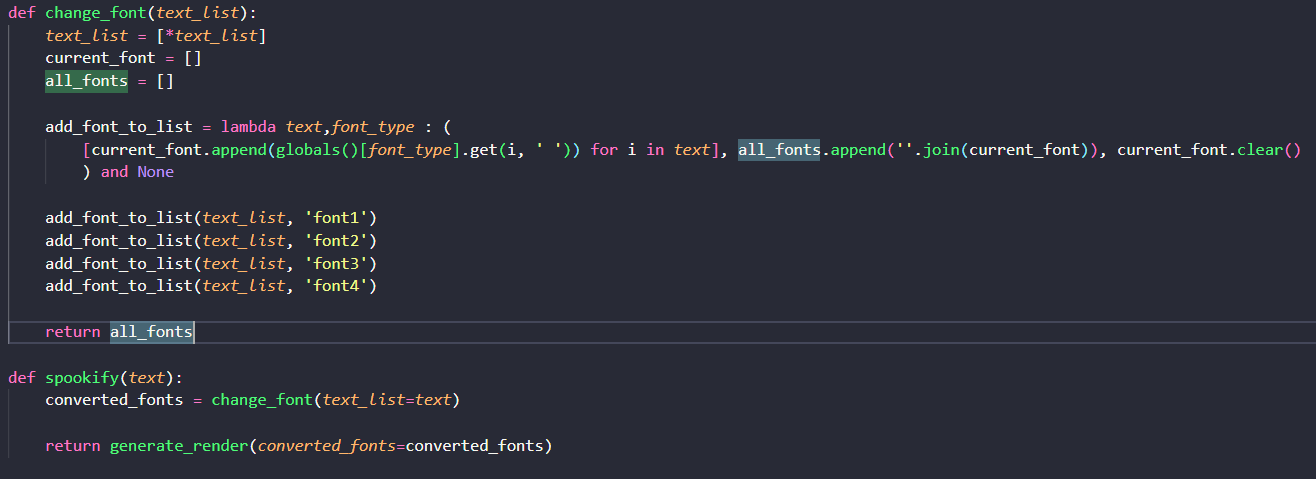 def change_font(text_list):
    text_list = [*text_list]
    current_font = []
    all_fonts = []
    add_font_to_list = lambda text,font_type : (
        [current_font.append(globals()[font_type].get(i, ' ')) for i in text], all_fonts.append(''.join(current_font)), current_font.clear()
        ) and None
    add_font_to_list(text_list, 'font1')
    add_font_to_list(text_list, 'font2')
    add_font_to_list(text_list, 'font3')
    add_font_to_list(text_list, 'font4')
    return all_fonts
def spookify(text):
    converted_fonts = change_font(text_list=text)
    return generate_render(converted_fonts=converted_fonts)